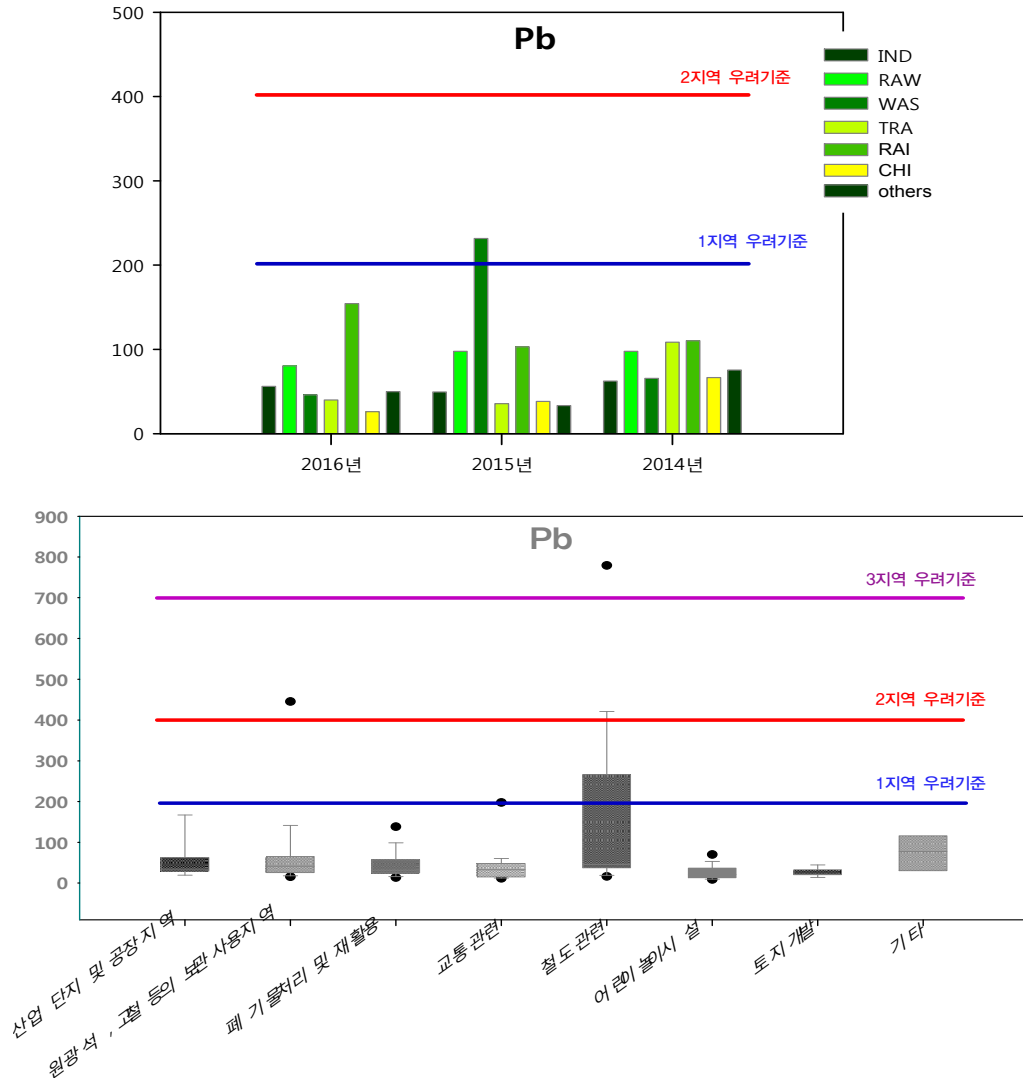 Pb
500
400
300
200
100
0
2지역 우려기준
1지역 우려기준
IND
RAW
WAS
TRA
RAI
CHI
others
2016년
2015년
2014년
Pb
900
800
700
600
500
400
300
200
100
0
3지역 우려기준
2지역 우려기준
1지역 우려기준
산업 단지 및 공장지역
원광석 , 고철 등의 보관 사용지역
폐 기물처리 및 재활용
교통관련
철도관련
어린이놀이시 설
토지개발
기타